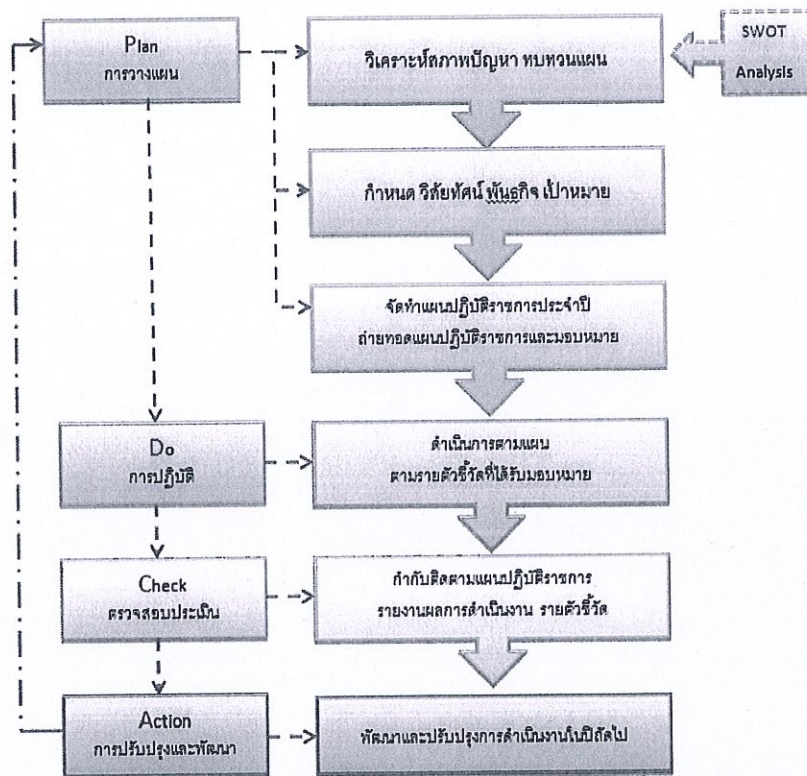 Plan
การวางแผน
วิเคราะห์สภาพปัญหา ทบทวนแผน
SWOT
Analysis
กำหนด วิสัยทัศน์ พันธกิจ เป้าหมาย
จัดทำแผนปฏิบัติราชการประจำปี
ถ่ายทอดแผนปฏิบัติราชการและมอบหมาย
Do
การปฏิบัติ
ดำเนินการตามแผน
ตามรายตัวชี้วัดที่ได้รับมอบหมาย
Check
ตรวจสอบประเมิน
กำกับติดตามแผนปฏิบัติราชการ
รายงานผลการดำเนินงาน รายตัวชี้วัด
Action
การปรับปรุงและพัฒนา
พัฒนาและปรับปรุงการดำเนินงานในปีถัดไป